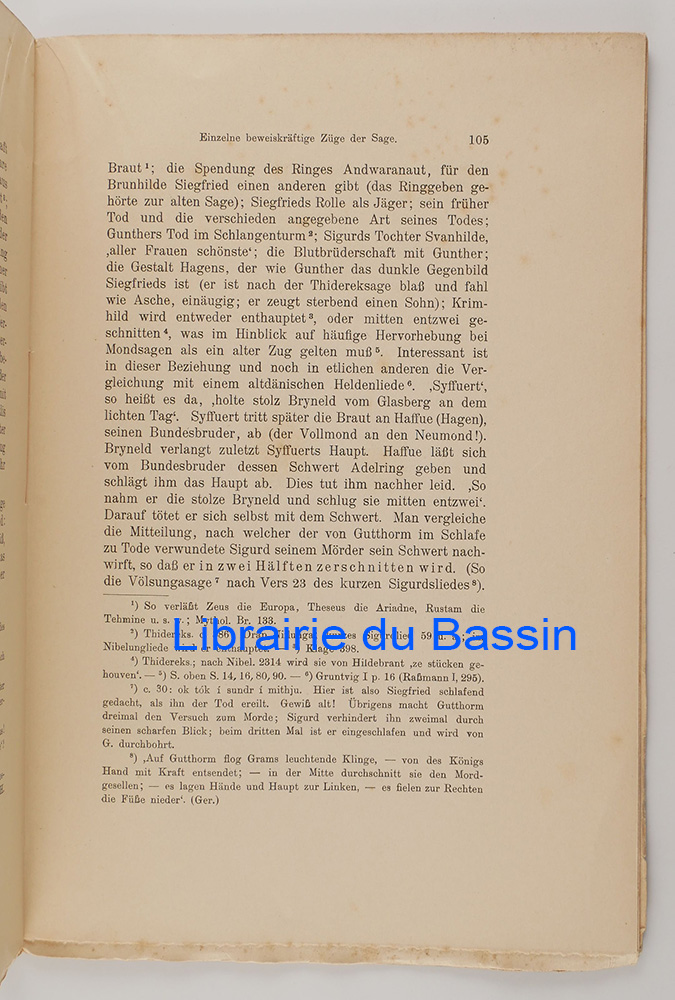 Einzelne beweiskräftige Züge der Sage. 105
Braut¹; die Spendung des Ringes Andwaranaut, für den
Brunhilde Siegfried einen anderen gibt (das Ringgeben ge-
hörte zur alten Sage); Siegfrieds Rolle als Jäger; sein früher
Tod und die verschieden angegebene Art seines Todes;
Gunthers Tod im Schlangenturm²; Sigurds Tochter Svanhilde,
‚aller Frauen schönste‘; die Blutbrüderschaft mit Gunther;
die Gestalt Hagens, der wie Gunther das dunkle Gegenbild
Siegfrieds ist (er ist nach der Thidereksage blaß und fahl
wie Asche, einäugig; er zeugt sterbend einen Sohn); Krim-
hild wird entweder enthauptet³, oder mitten entzwei ge-
schnitten⁴, was im Hinblick auf häufige Hervorhebung bei
Mondsagen als ein alter Zug gelten muß⁵. Interessant ist
in dieser Beziehung und noch in etlichen anderen die Ver-
gleichung mit einem altdänischen Heldenliede⁶. ‚Syffuert‘,
so heißt es da, ‚holte stolz Bryneld vom Glasberg an dem
lichten Tag‘. Syffuert tritt später die Braut an Haffue (Hagen),
seinen Bundesbruder, ab (der Vollmond an den Neumond!).
Bryneld verlangt zuletzt Syffuerts Haupt. Haffue läßt sich
vom Bundesbruder dessen Schwert Adelring geben und
schlägt ihm das Haupt ab. Dies tut ihm nachher leid. ‚So
nahm er die stolze Bryneld und schlug sie mitten entzwei‘.
Darauf tötet er sich selbst mit dem Schwert. Man vergleiche
die Mitteilung, nach welcher der von Gutthorm im Schlafe
zu Tode verwundete Sigurd seinem Mörder sein Schwert nach-
wirft, so daß er in zwei Hälften zerschnitten wird. (So
die Völsungasage⁷ nach Vers 23 des kurzen Sigurdsliedes⁸).
¹) So verläßt Zeus die Europa, Theseus die Ariadne, Rustam die
Tehmine u. s. w.; Mythol. Br. 133.
²) Thidereks. c. 386; Drap Niflunga; kurzes Sigurdlied 59 u. a.; im
Nibelungliede wird er enthauptet. — ³) Klage 398.
Librairie du Bassin
⁴) Thidereks.; nach Nibel. 2314 wird sie von Hildebrant ‚ze stücken ge-
houven‘. — ⁵) S. oben S. 14, 16, 80, 90. — ⁶) Gruntvig I p. 16 (Raßmann I, 295).
⁷) c. 30: ok tók í sundr í mithju. Hier ist also Siegfried schlafend
gedacht, als ihn der Tod ereilt. Gewiß alt! Übrigens macht Gutthorm
dreimal den Versuch zum Morde; Sigurd verhindert ihn zweimal durch
seinen scharfen Blick; beim dritten Mal ist er eingeschlafen und wird von
G. durchbohrt.
⁸) ‚Auf Gutthorm flog Grams leuchtende Klinge, — von des Königs
Hand mit Kraft entsendet; — in der Mitte durchschnitt sie den Mord-
gesellen; — es lagen Hände und Haupt zur Linken, — es fielen zur Rechten
die Füße nieder‘. (Ger.)